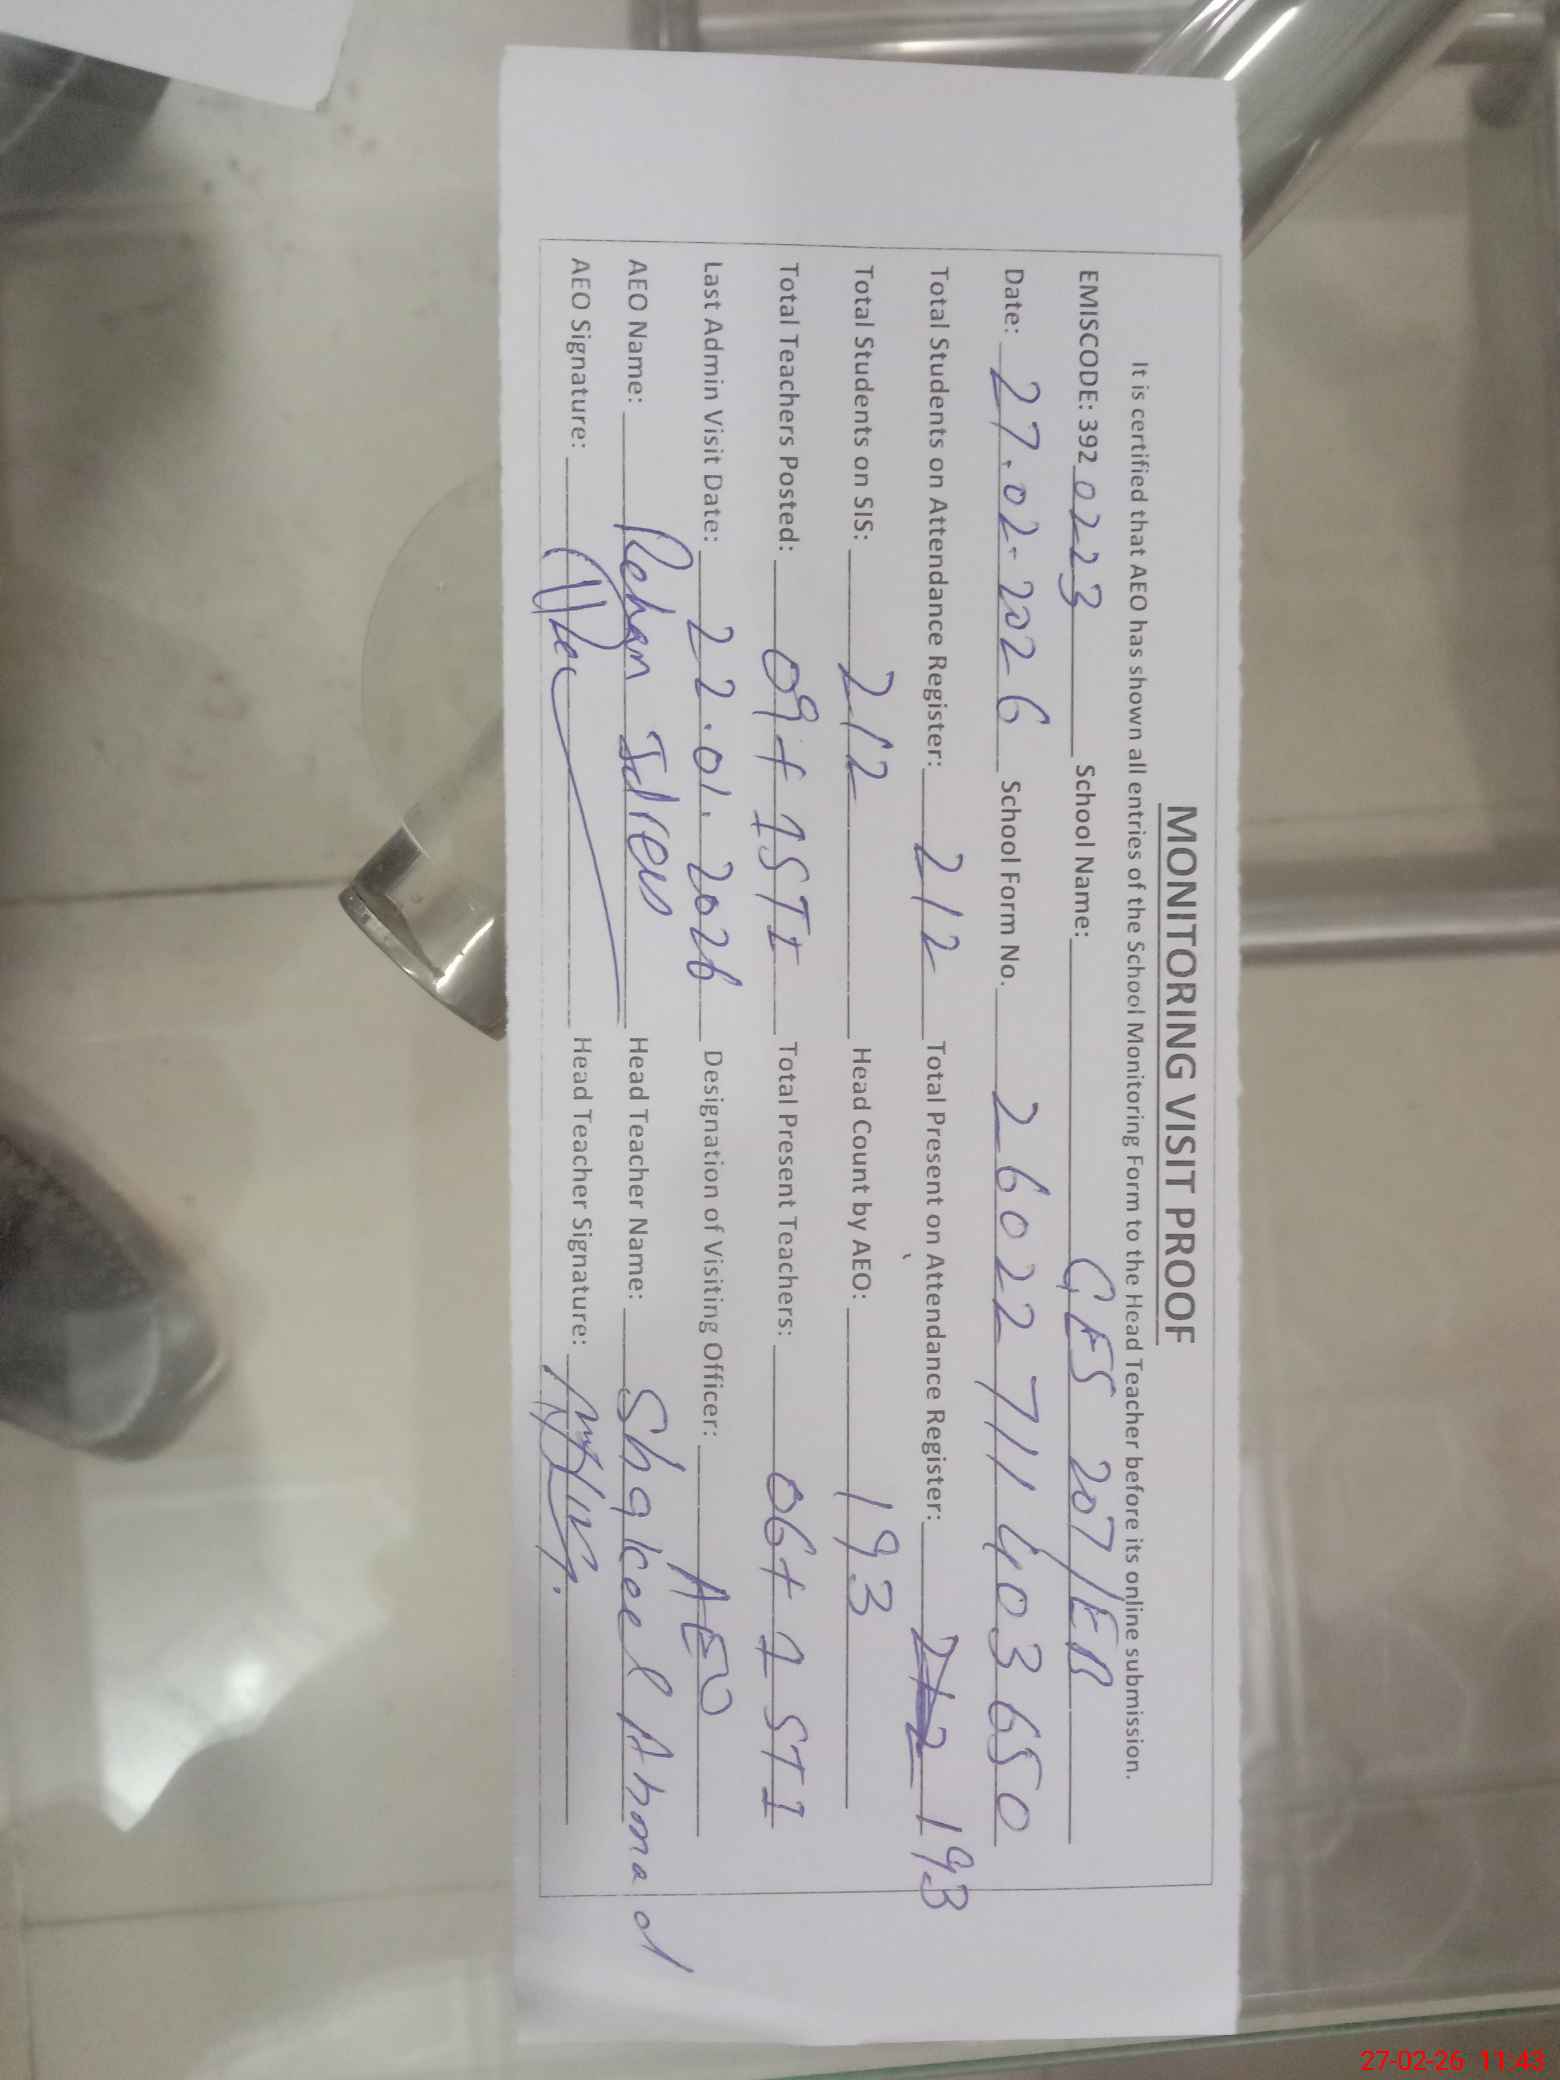 MONITORING VISIT PROOF
It is certified that AEO has shown all entries of the School Monitoring Form to the Head Teacher before its online submission.
EMISCODE: 392 0223 School Name: GES 207/EB
Date: 27.02-2026 School Form No. 26022711403650
Total Students on Attendance Register: 212 Total Present on Attendance Register: 212 193
Total Students on SIS: 212 Head Count by AEO: 193
Total Teachers Posted: 09+1STI Total Present Teachers: 06+1STI
Last Admin Visit Date: 22.01.2026 Designation of Visiting Officer: AEO
AEO Name: Rehan Idrees Head Teacher Name: Shakeel Ahmad
AEO Signature: Head Teacher Signature:
27-02-26 11:43